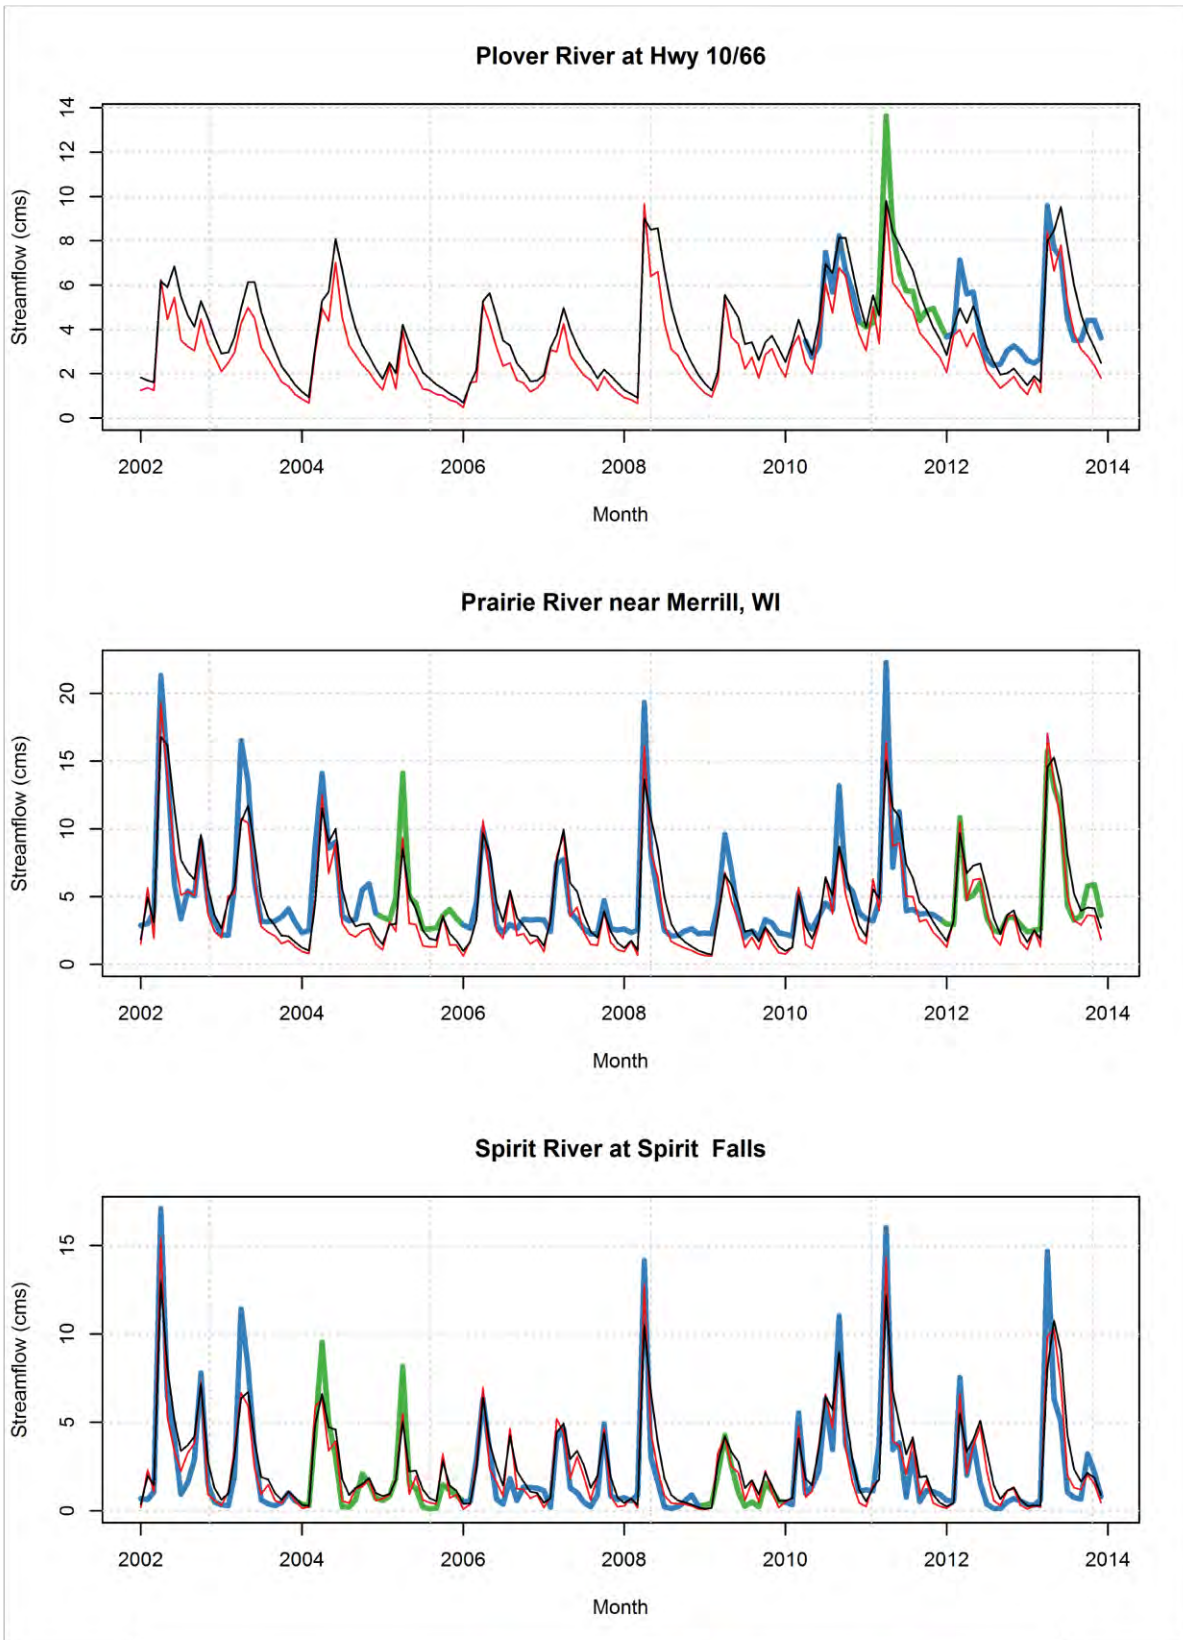 Plover River at Hwy 10/66
14
12
10
8
6
4
2
0
Streamflow (cms)
2002 2004 2006 2008 2010 2012 2014
Month
Prairie River near Merrill, WI
20
15
10
5
0
Streamflow (cms)
2002 2004 2006 2008 2010 2012 2014
Month
Spirit River at Spirit Falls
15
10
5
0
Streamflow (cms)
2002 2004 2006 2008 2010 2012 2014
Month